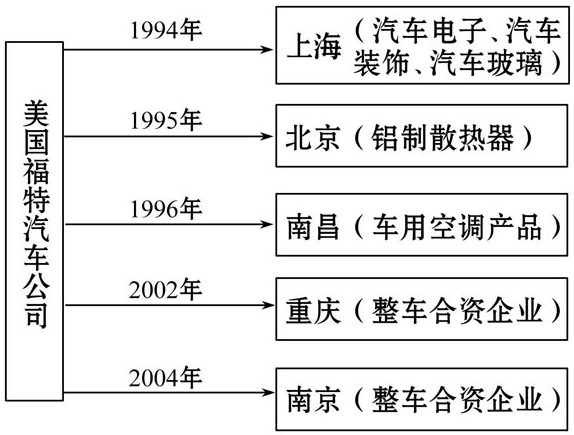 美国福特汽车公司
1994年
上海（汽车电子、汽车
装饰、汽车玻璃）
1995年
北京（铝制散热器）
1996年
南昌（车用空调产品）
2002年
重庆（整车合资企业）
2004年
南京（整车合资企业）